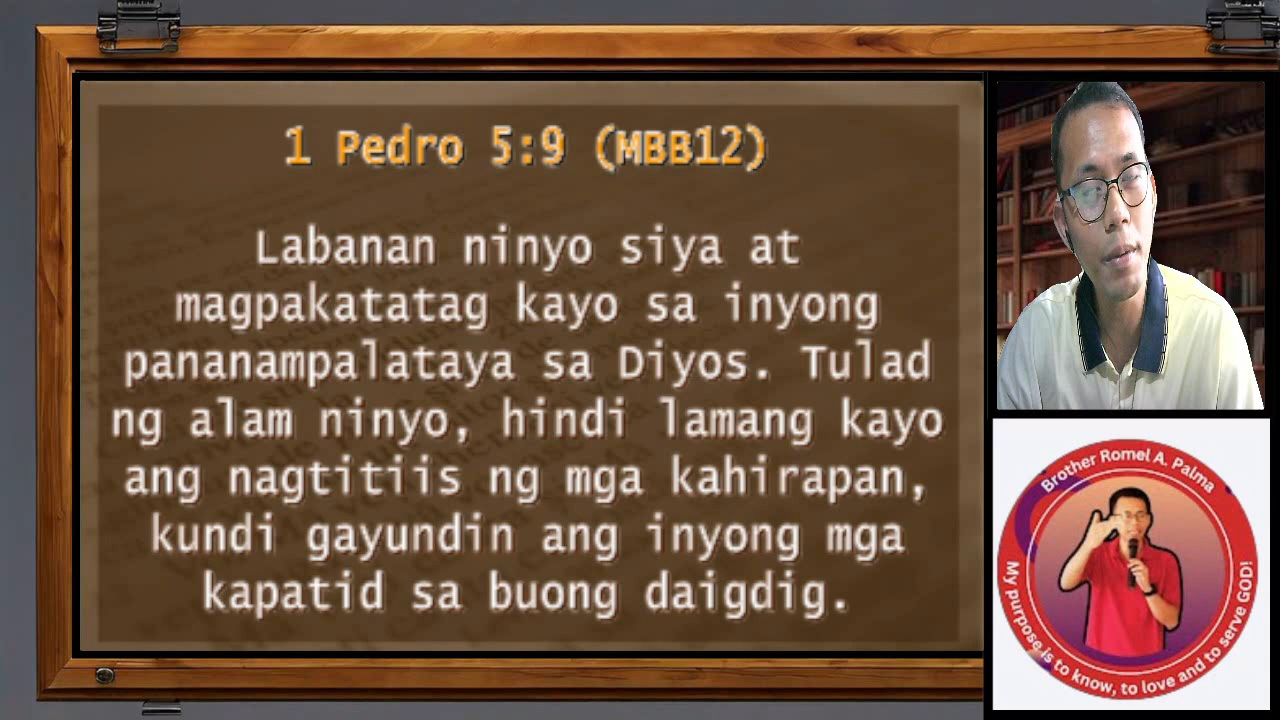 1 Pedro 5:9 (MBB12)
Labanan ninyo siya at
magpakatatag kayo sa inyong
pananampalataya sa Diyos. Tulad
ng alam ninyo, hindi lamang kayo
ang nagtitiis ng mga kahirapan,
kundi gayundin ang inyong mga
kapatid sa buong daigdig.
Brother Romel A. Palma
My purpose is to know, to love and to serve GOD!